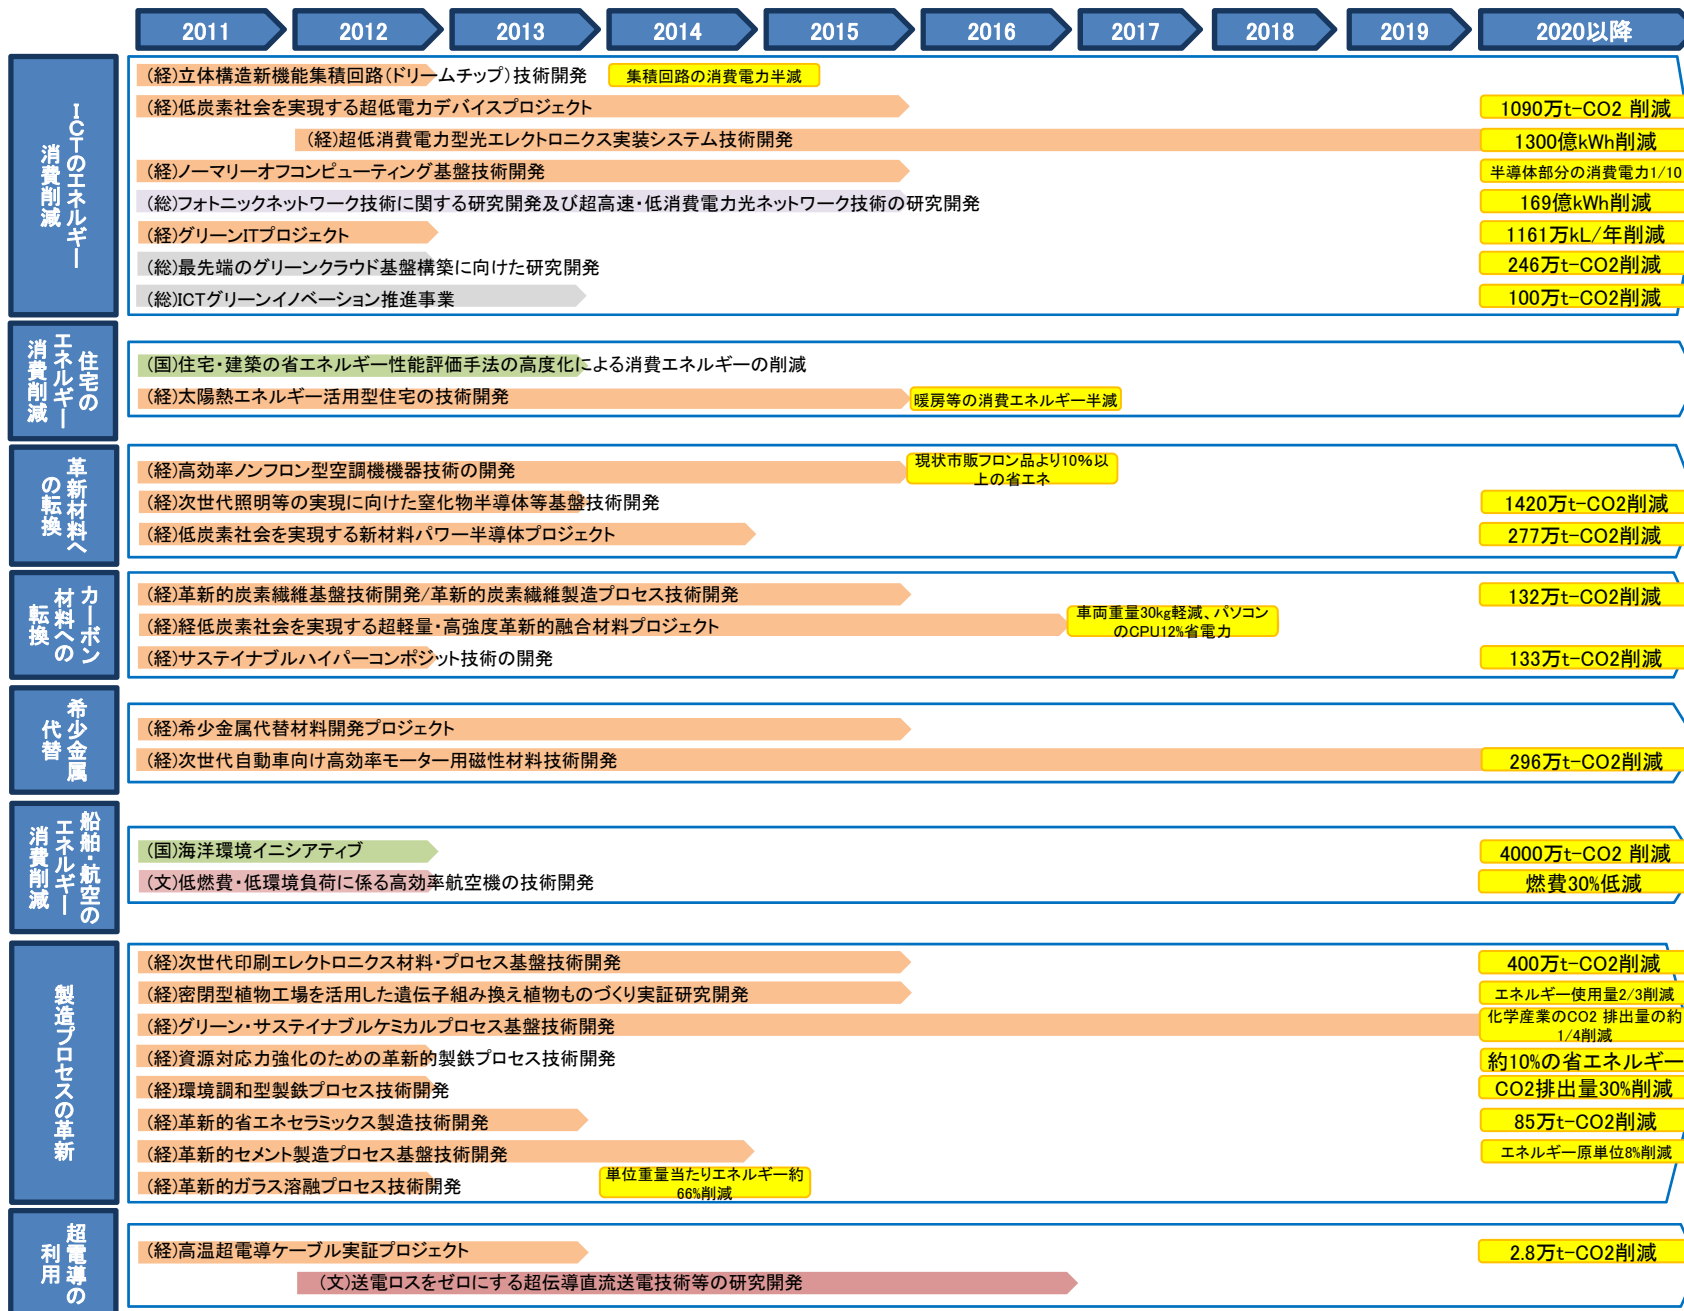 2011 2012 2013 2014 2015 2016 2017 2018 2019 2020以降
ICTのエネルギー
消費削減
(経)立体構造新機能集積回路(ドリームチップ)技術開発 集積回路の消費電力半減
(経)低炭素社会を実現する超低電力デバイスプロジェクト 1090万t-CO2 削減
(経)超低消費電力型光エレクトロニクス実装システム技術開発 1300億kWh削減
(経)ノーマリーオフコンピューティング基盤技術開発 半導体部分の消費電力1/10
(総)フォトニックネットワーク技術に関する研究開発及び超高速・低消費電力光ネットワーク技術の研究開発 169億kWh削減
(経)グリーンITプロジェクト 1161万kL/年削減
(総)最先端のグリーンクラウド基盤構築に向けた研究開発 246万t-CO2削減
(総)ICTグリーンイノベーション推進事業 100万t-CO2削減
住宅の
エネルギー
消費削減
(国)住宅・建築の省エネルギー性能評価手法の高度化による消費エネルギーの削減
(経)太陽熱エネルギー活用型住宅の技術開発 暖房等の消費エネルギー半減
革新材料へ
の転換
(経)高効率ノンフロン型空調機機器技術の開発 現状市販フロン品より10%以
上の省エネ
(経)次世代照明等の実現に向けた窒化物半導体等基盤技術開発 1420万t-CO2削減
(経)低炭素社会を実現する新材料パワー半導体プロジェクト 277万t-CO2削減
カーボン
材料への
転換
(経)革新的炭素繊維基盤技術開発/革新的炭素繊維製造プロセス技術開発 132万t-CO2削減
(経)経低炭素社会を実現する超軽量・高強度革新的融合材料プロジェクト 車両重量30kg軽減、パソコン
のCPU12%省電力
(経)サステイナブルハイパーコンポジット技術の開発 133万t-CO2削減
希少金属
代替
(経)希少金属代替材料開発プロジェクト
(経)次世代自動車向け高効率モーター用磁性材料技術開発 296万t-CO2削減
船舶・航空の
エネルギー
消費削減
(国)海洋環境イニシアティブ 4000万t-CO2 削減
(文)低燃費・低環境負荷に係る高効率航空機の技術開発 燃費30%低減
製造プロセスの革新
(経)次世代印刷エレクトロニクス材料・プロセス基盤技術開発 400万t-CO2削減
(経)密閉型植物工場を活用した遺伝子組み換え植物ものづくり実証研究開発 エネルギー使用量2/3削減
(経)グリーン・サステイナブルケミカルプロセス基盤技術開発 化学産業のCO2 排出量の約
1/4削減
(経)資源対応力強化のための革新的製鉄プロセス技術開発 約10%の省エネルギー
(経)環境調和型製鉄プロセス技術開発 CO2排出量30%削減
(経)革新的省エネセラミックス製造技術開発 85万t-CO2削減
(経)革新的セメント製造プロセス基盤技術開発 エネルギー原単位8%削減
(経)革新的ガラス溶融プロセス技術開発 単位重量当たりエネルギー約
66%削減
超電導の
利用
(経)高温超電導ケーブル実証プロジェクト 2.8万t-CO2削減
(文)送電ロスをゼロにする超伝導直流送電技術等の研究開発